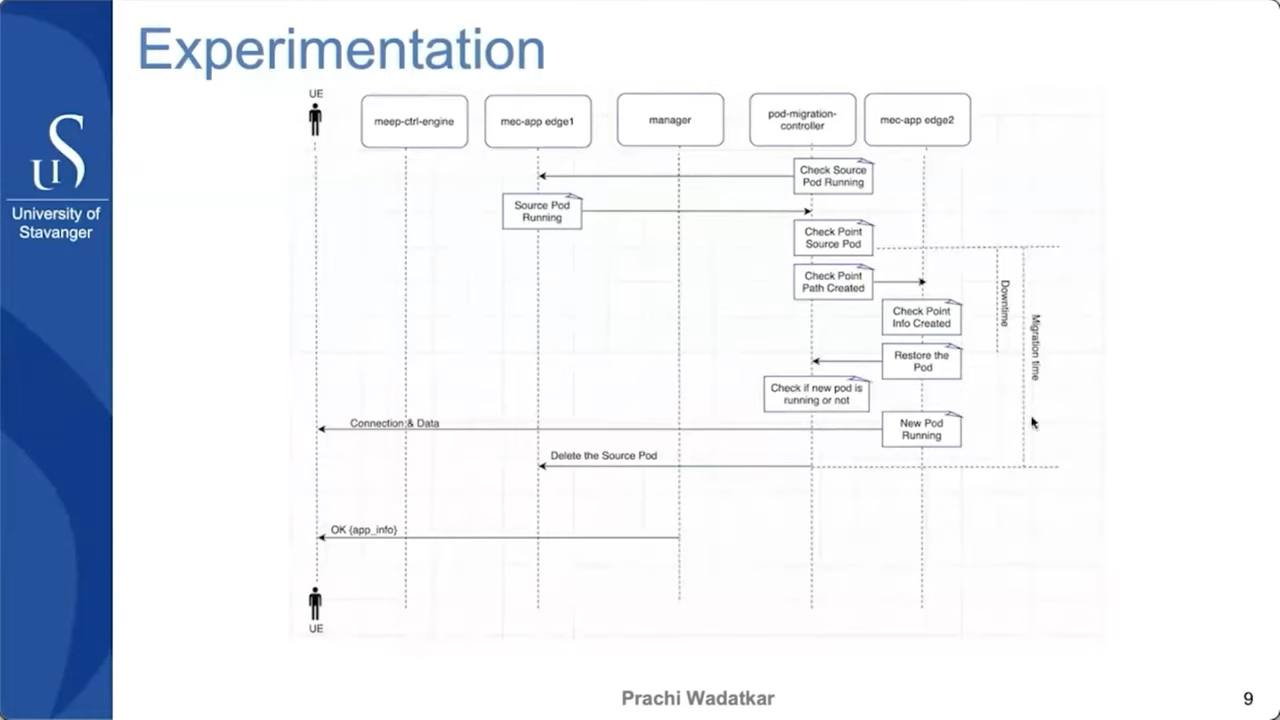 Experimentation
UE
meep-ctrl-engine
mec-app edge1
manager
pod-migration-
controller
mec-app edge2
Check Source
Pod Running
Source Pod
Running
Check Point
Source Pod
Check Point
Path Created
Check Point
Info Created
Downtime
Migration time
Restore the
Pod
Check if new pod is
running or not
Connection & Data
New Pod
Running
Delete the Source Pod
OK {app_info}
UE
uS
University of
Stavanger
Prachi Wadatkar
9